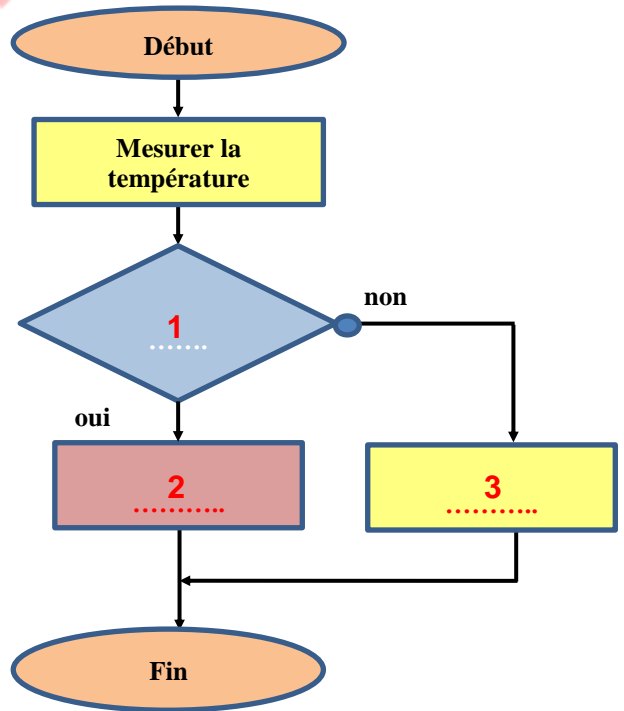 Début
Mesurer la
température
1
.......
non
oui
2
...........
3
...........
Fin